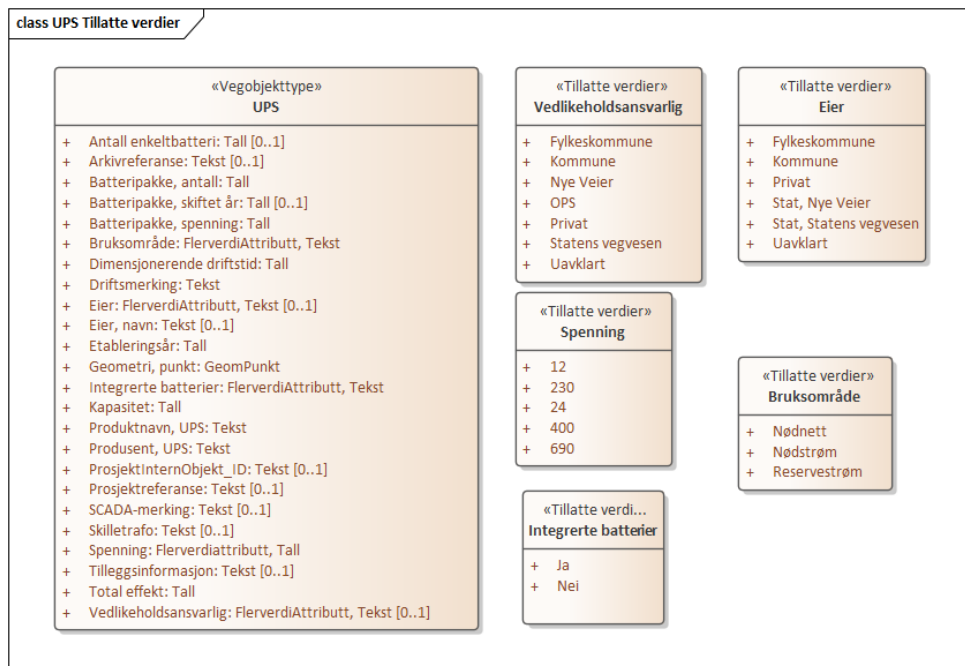 class UPS Tillatte verdier
«Vegobjekttype»
UPS
+ Antall enkeltbatteri: Tall [0..1]
+ Arkivreferanse: Tekst [0..1]
+ Batteripakke, antall: Tall
+ Batteripakke, skiftet år: Tall [0..1]
+ Batteripakke, spenning: Tall
+ Bruksområde: FlerverdiAttributt, Tekst
+ Dimensjonerende driftstid: Tall
+ Driftsmerking: Tekst
+ Eier: FlerverdiAttributt, Tekst [0..1]
+ Eier, navn: Tekst [0..1]
+ Etableringsår: Tall
+ Geometri, punkt: GeomPunkt
+ Integrerte batterier: FlerverdiAttributt, Tekst
+ Kapasitet: Tall
+ Produktnavn, UPS: Tekst
+ Produsent, UPS: Tekst
+ ProsjektInternObjekt_ID: Tekst [0..1]
+ Prosjektreferanse: Tekst [0..1]
+ SCADA-merking: Tekst [0..1]
+ Skilletrafo: Tekst [0..1]
+ Spenning: Flerverdiattributt, Tall
+ Tilleggsinformasjon: Tekst [0..1]
+ Total effekt: Tall
+ Vedlikeholdsansvarlig: FlerverdiAttributt, Tekst [0..1]
«Tillatte verdier»
Vedlikeholdsansvarlig
+ Fylkeskommune
+ Kommune
+ Nye Veier
+ OPS
+ Privat
+ Statens vegvesen
+ Uavklart
«Tillatte verdier»
Eier
+ Fylkeskommune
+ Kommune
+ Privat
+ Stat, Nye Veier
+ Stat, Statens vegvesen
+ Uavklart
«Tillatte verdier»
Spenning
+ 12
+ 230
+ 24
+ 400
+ 690
«Tillatte verdier»
Bruksområde
+ Nødnett
+ Nødstrøm
+ Reservestrøm
«Tillatte verdi...
Integrerte batterier
+ Ja
+ Nei